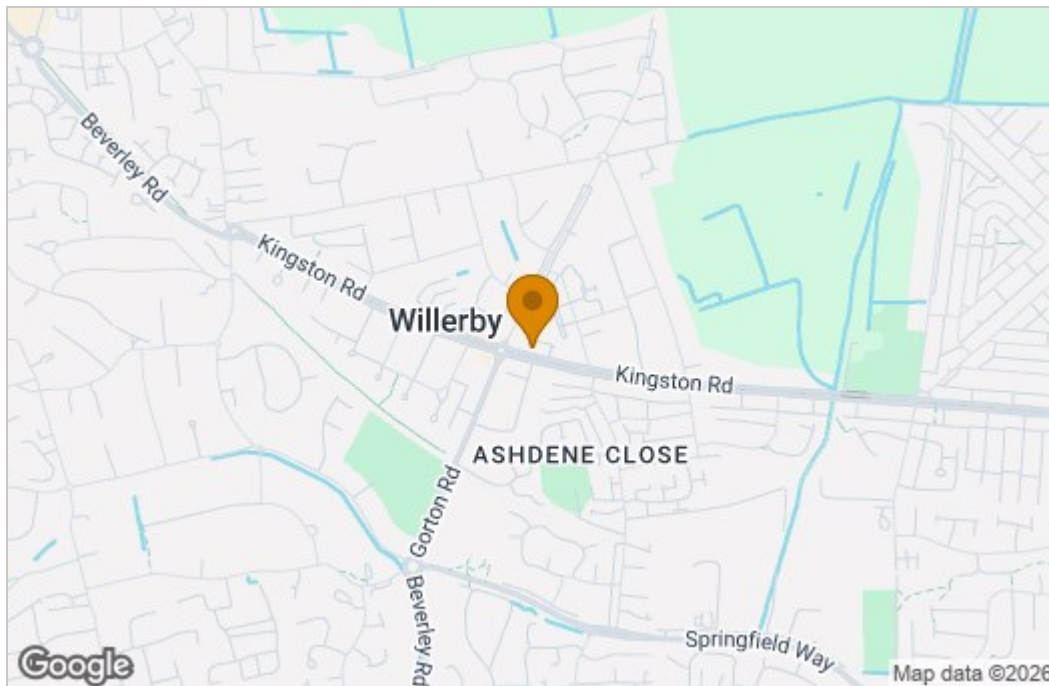 Beverley Rd
Kingston Rd
Willerby
Kingston Rd
ASHDENE CLOSE
Gorton Rd
Beverley Rd
Springfield Way
Google
Map data ©2026